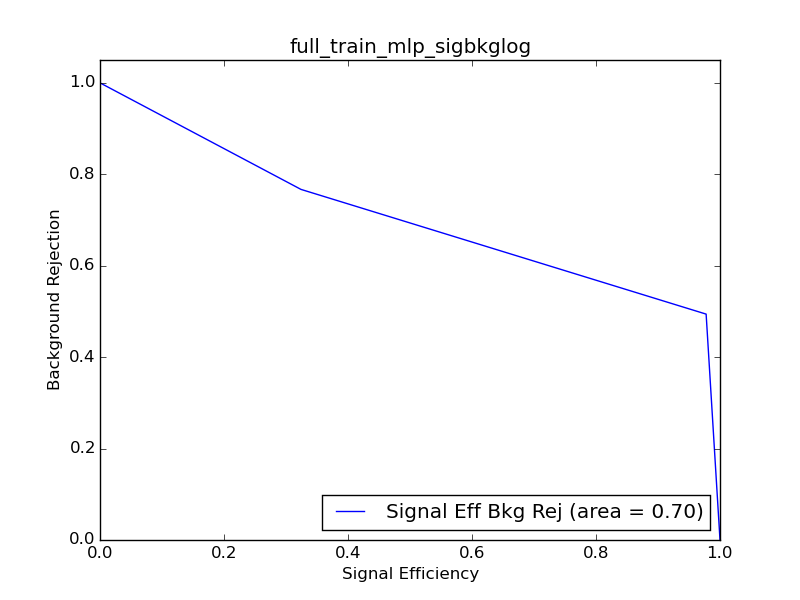 full_train_mlp_sigbkglog
1.0
0.8
0.6
0.4
0.2
0.0
Background Rejection
Signal Eff Bkg Rej (area = 0.70)
0.0 0.2 0.4 0.6 0.8 1.0
Signal Efficiency